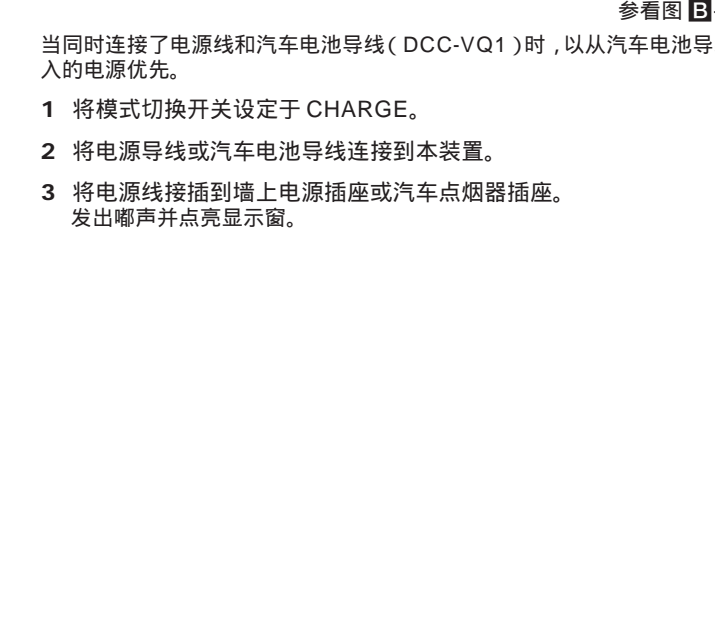 参看图 B
当同时连接了电源线和汽车电池导线（DCC-VQ1）时，以从汽车电池导
入的电源优先。
1 将模式切换开关设定于 CHARGE。
2 将电源导线或汽车电池导线连接到本装置。
3 将电源线接插到墙上电源插座或汽车点烟器插座。
发出嘟声并点亮显示窗。